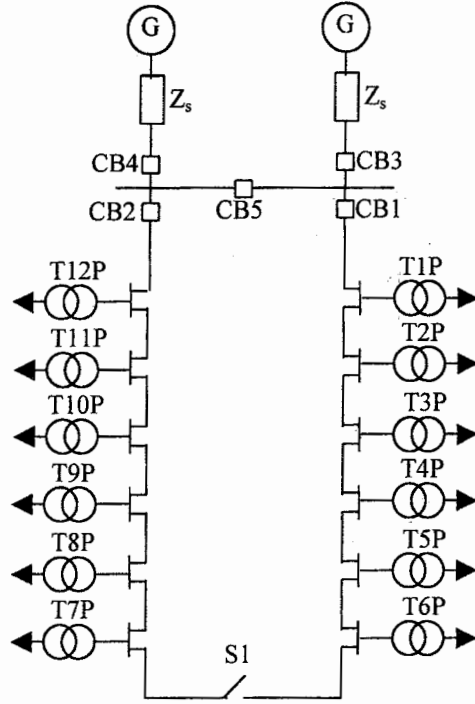 G G
Zs Zs
CB4 CB3
CB5
CB2 CB1
T12P T1P
T11P T2P
T10P T3P
T9P T4P
T8P T5P
T7P T6P
S1